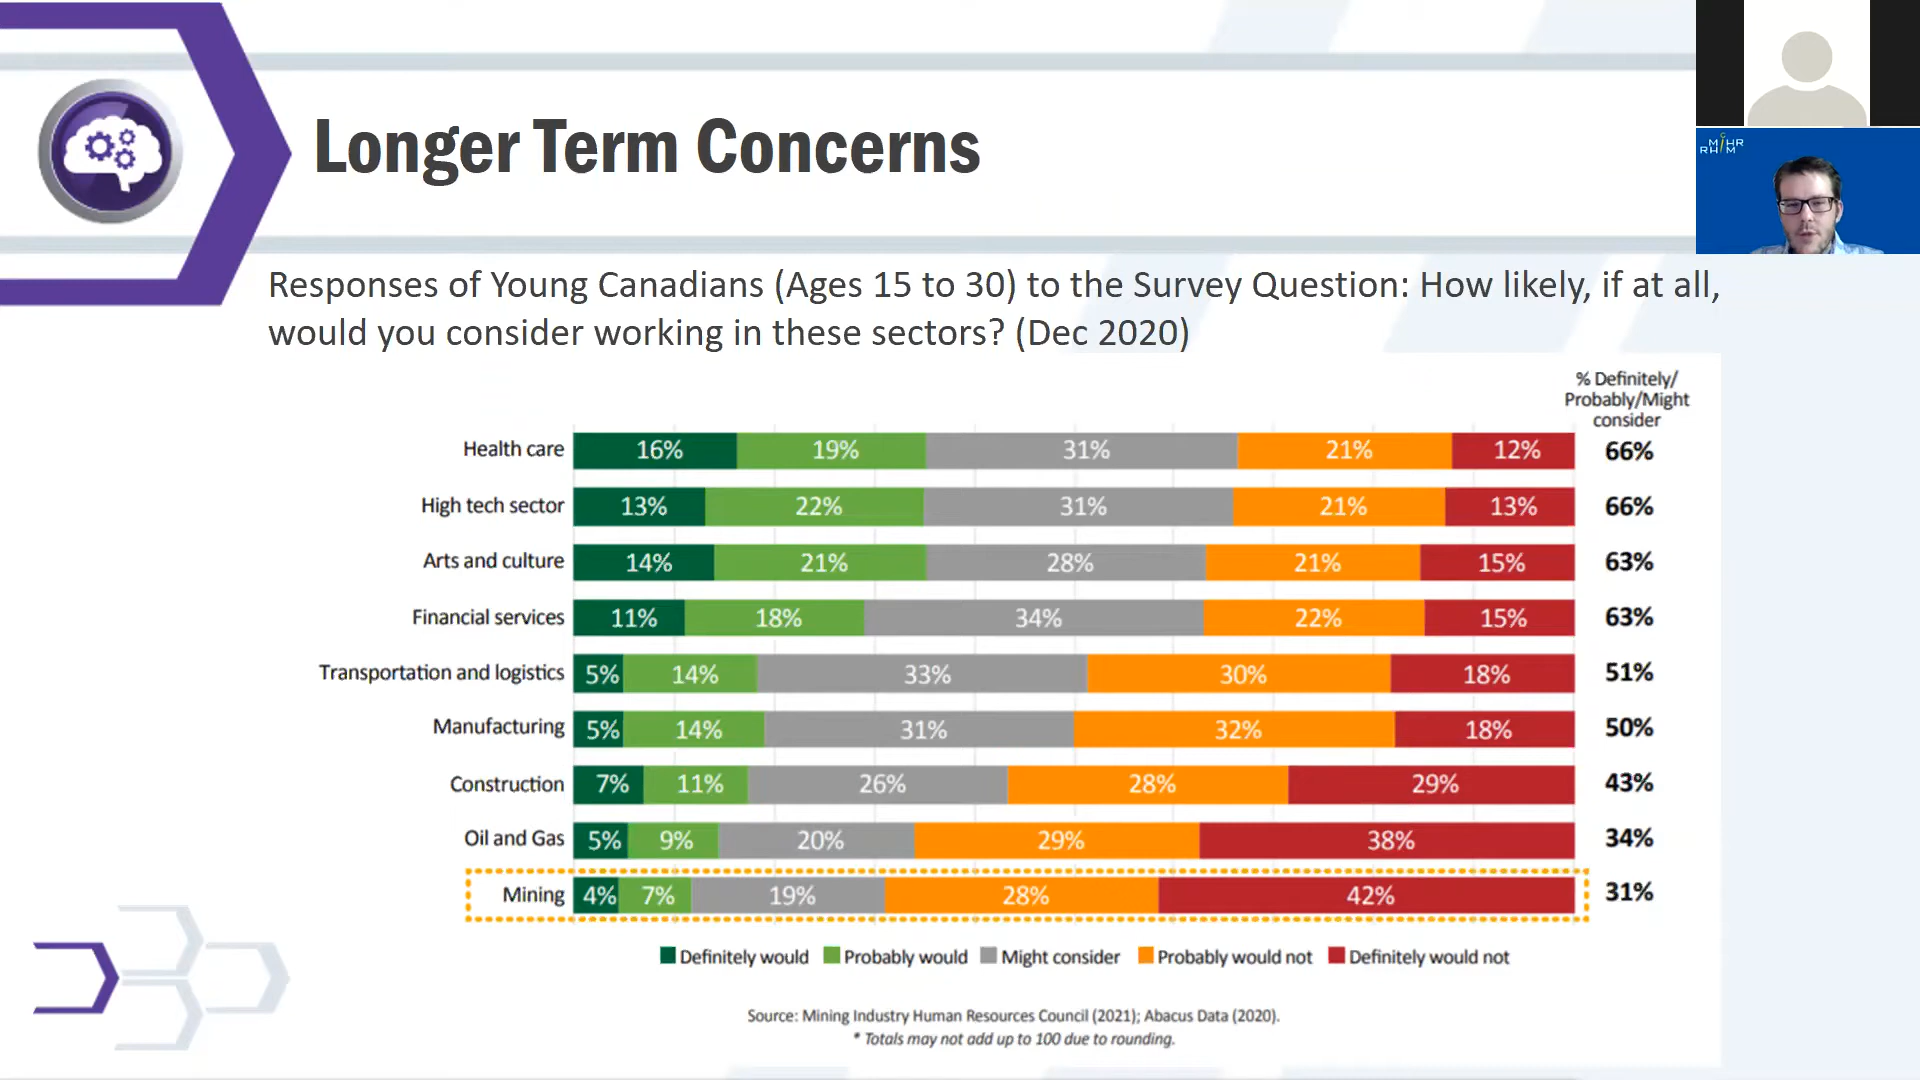 Longer Term Concerns
MiHR
RHiM
Responses of Young Canadians (Ages 15 to 30) to the Survey Question: How likely, if at all,
would you consider working in these sectors? (Dec 2020)
% Definitely/
Probably/Might
consider
Health care 16% 19% 31% 21% 12% 66%
High tech sector 13% 22% 31% 21% 13% 66%
Arts and culture 14% 21% 28% 21% 15% 63%
Financial services 11% 18% 34% 22% 15% 63%
Transportation and logistics 5% 14% 33% 30% 18% 51%
Manufacturing 5% 14% 31% 32% 18% 50%
Construction 7% 11% 26% 28% 29% 43%
Oil and Gas 5% 9% 20% 29% 38% 34%
Mining 4% 7% 19% 28% 42% 31%
Definitely would Probably would Might consider Probably would not Definitely would not
Source: Mining Industry Human Resources Council (2021); Abacus Data (2020).
* Totals may not add up to 100 due to rounding.